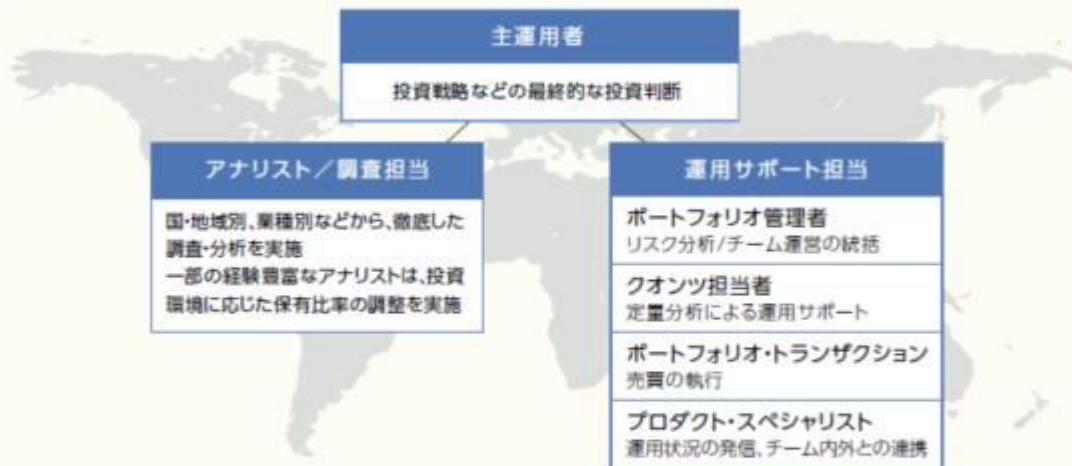 主運用者
投資戦略などの最終的な投資判断
アナリスト／調査担当
国・地域別、業種別などから、徹底した
調査・分析を実施
一部の経験豊富なアナリストは、投資
環境に応じた保有比率の調整を実施
運用サポート担当
ポートフォリオ管理者
リスク分析/チーム運営の統括
クオンツ担当者
定量分析による運用サポート
ポートフォリオ・トランザクション
売買の執行
プロダクト・スペシャリスト
運用状況の発信、チーム内外との連携